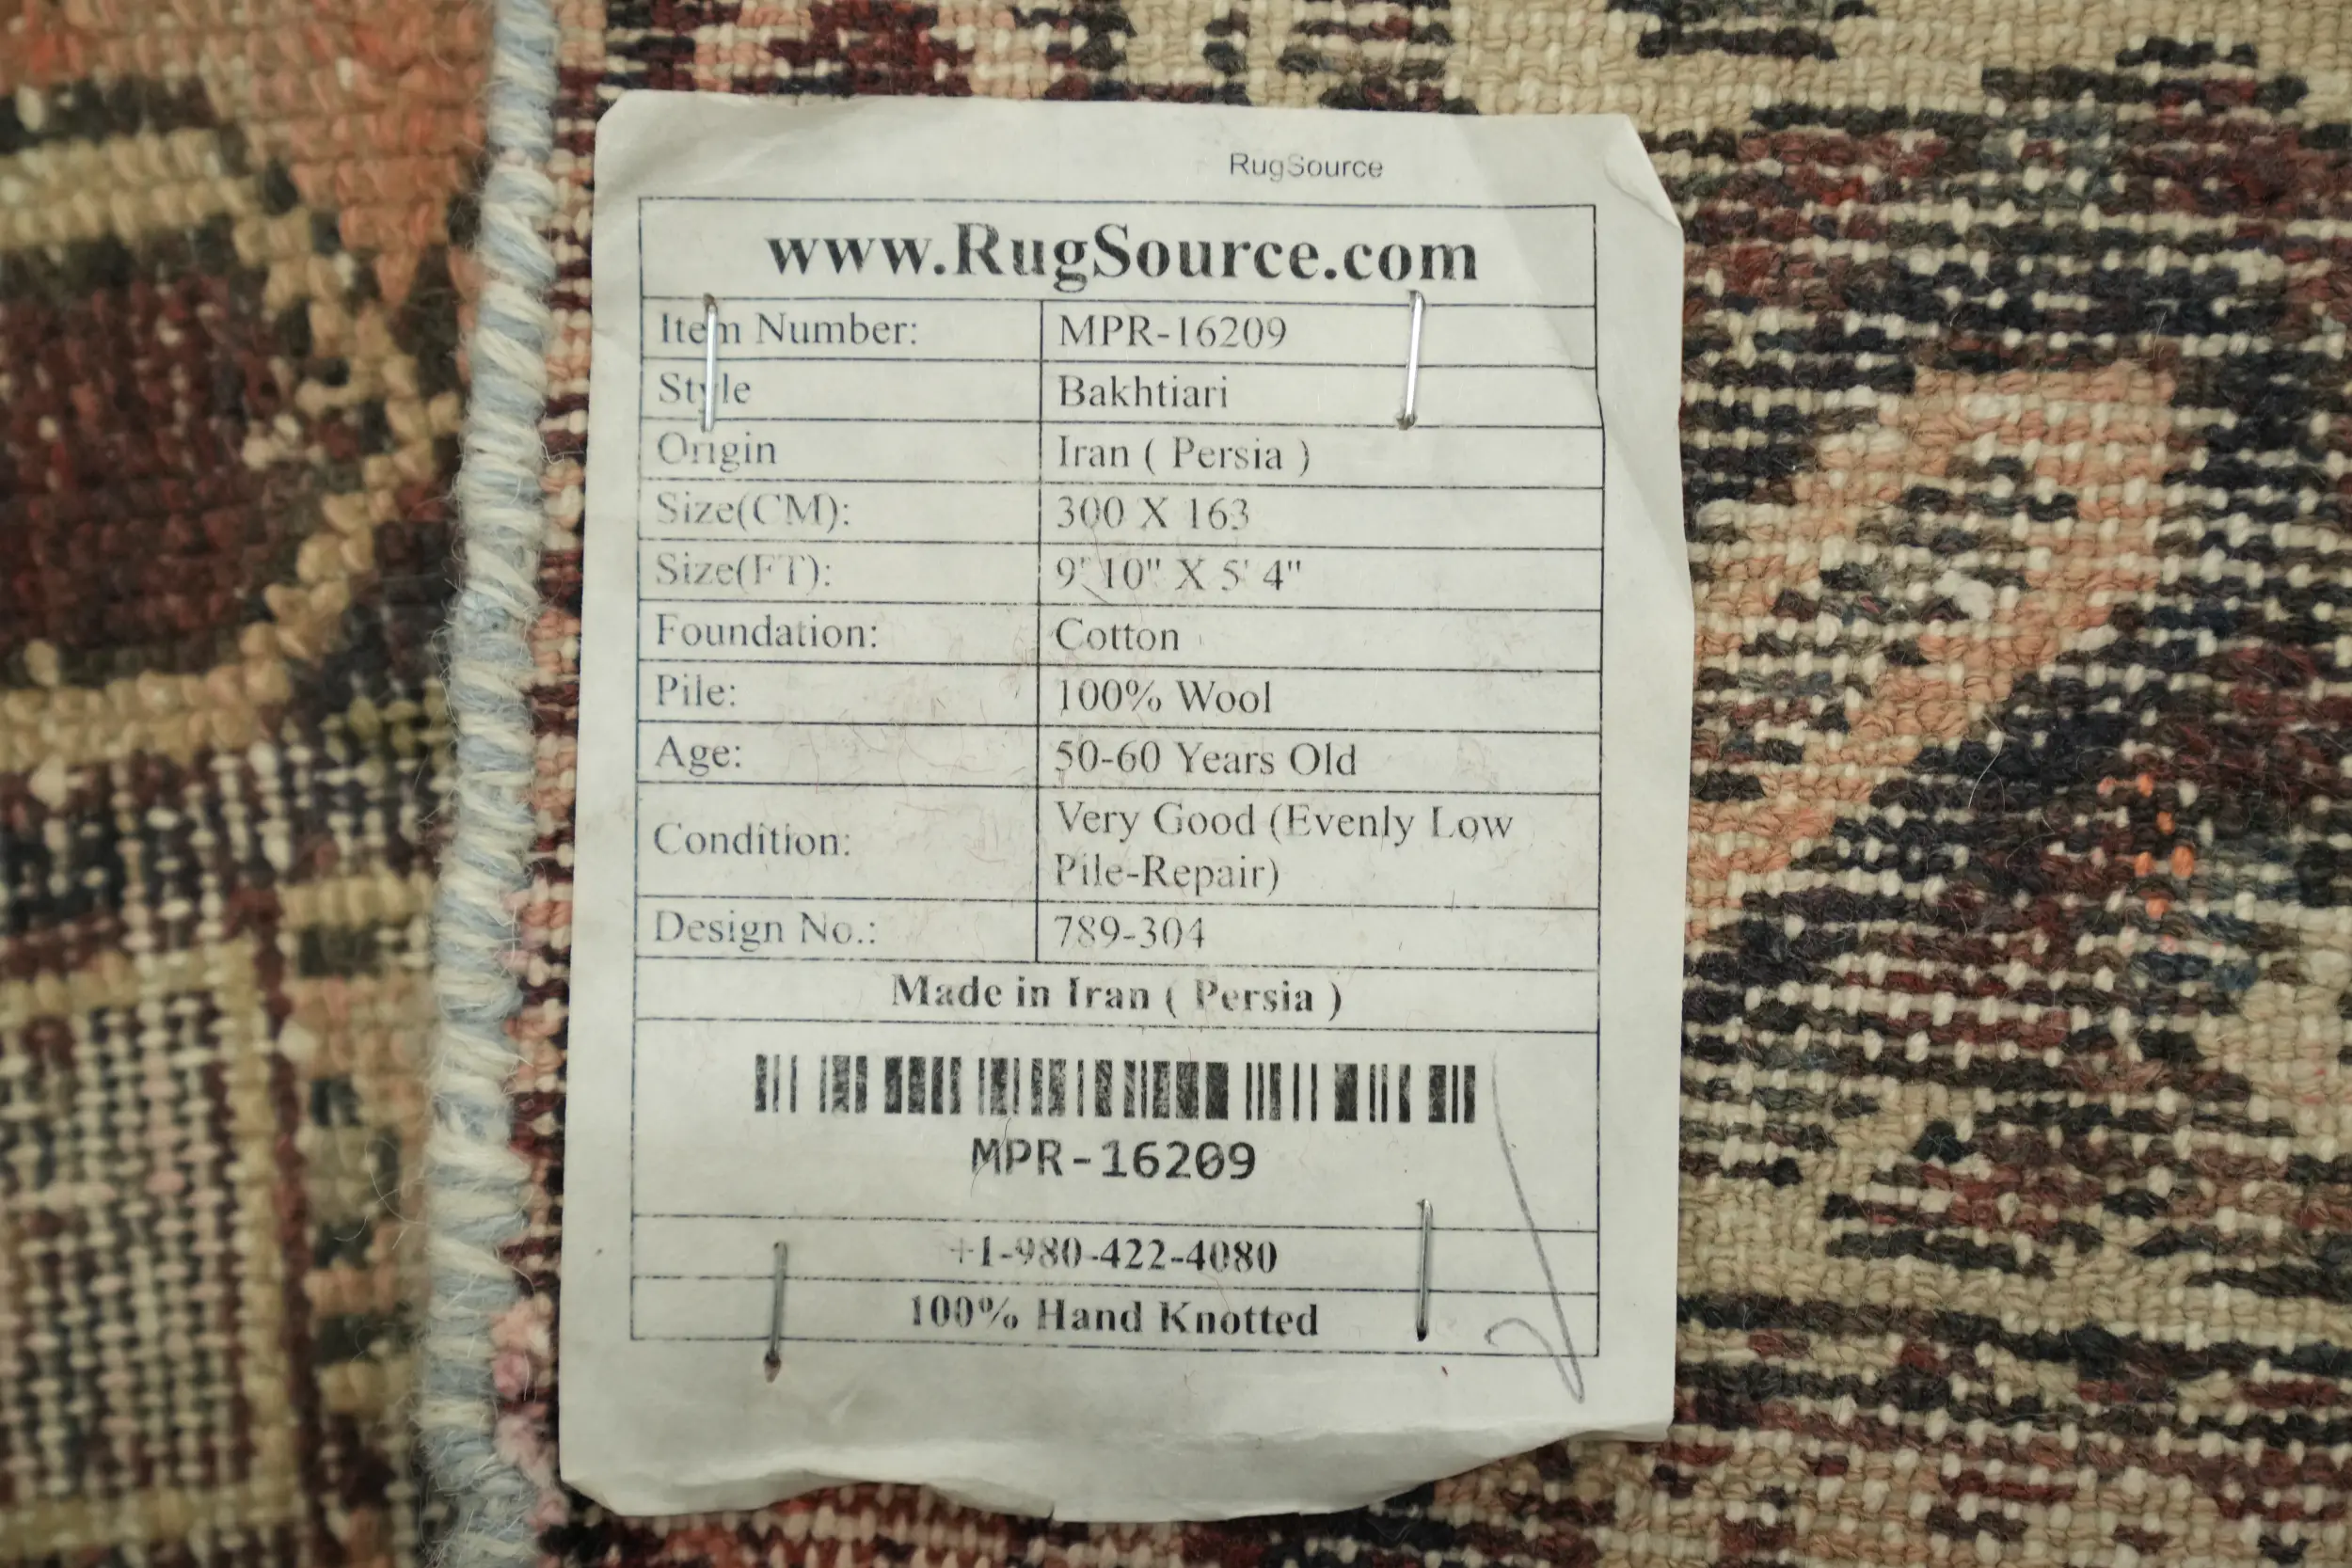 RugSource
www.RugSource.com
Item Number: MPR-16209
Style Bakhtiari
Origin Iran ( Persia )
Size(CM): 300 X 163
Size(FT): 9' 10" X 5' 4"
Foundation: Cotton
Pile: 100% Wool
Age: 50-60 Years Old
Condition: Very Good (Evenly Low
Pile-Repair)
Design No.: 789-304
Made in Iran ( Persia )
MPR-16209
+1-980-422-4080
100% Hand Knotted